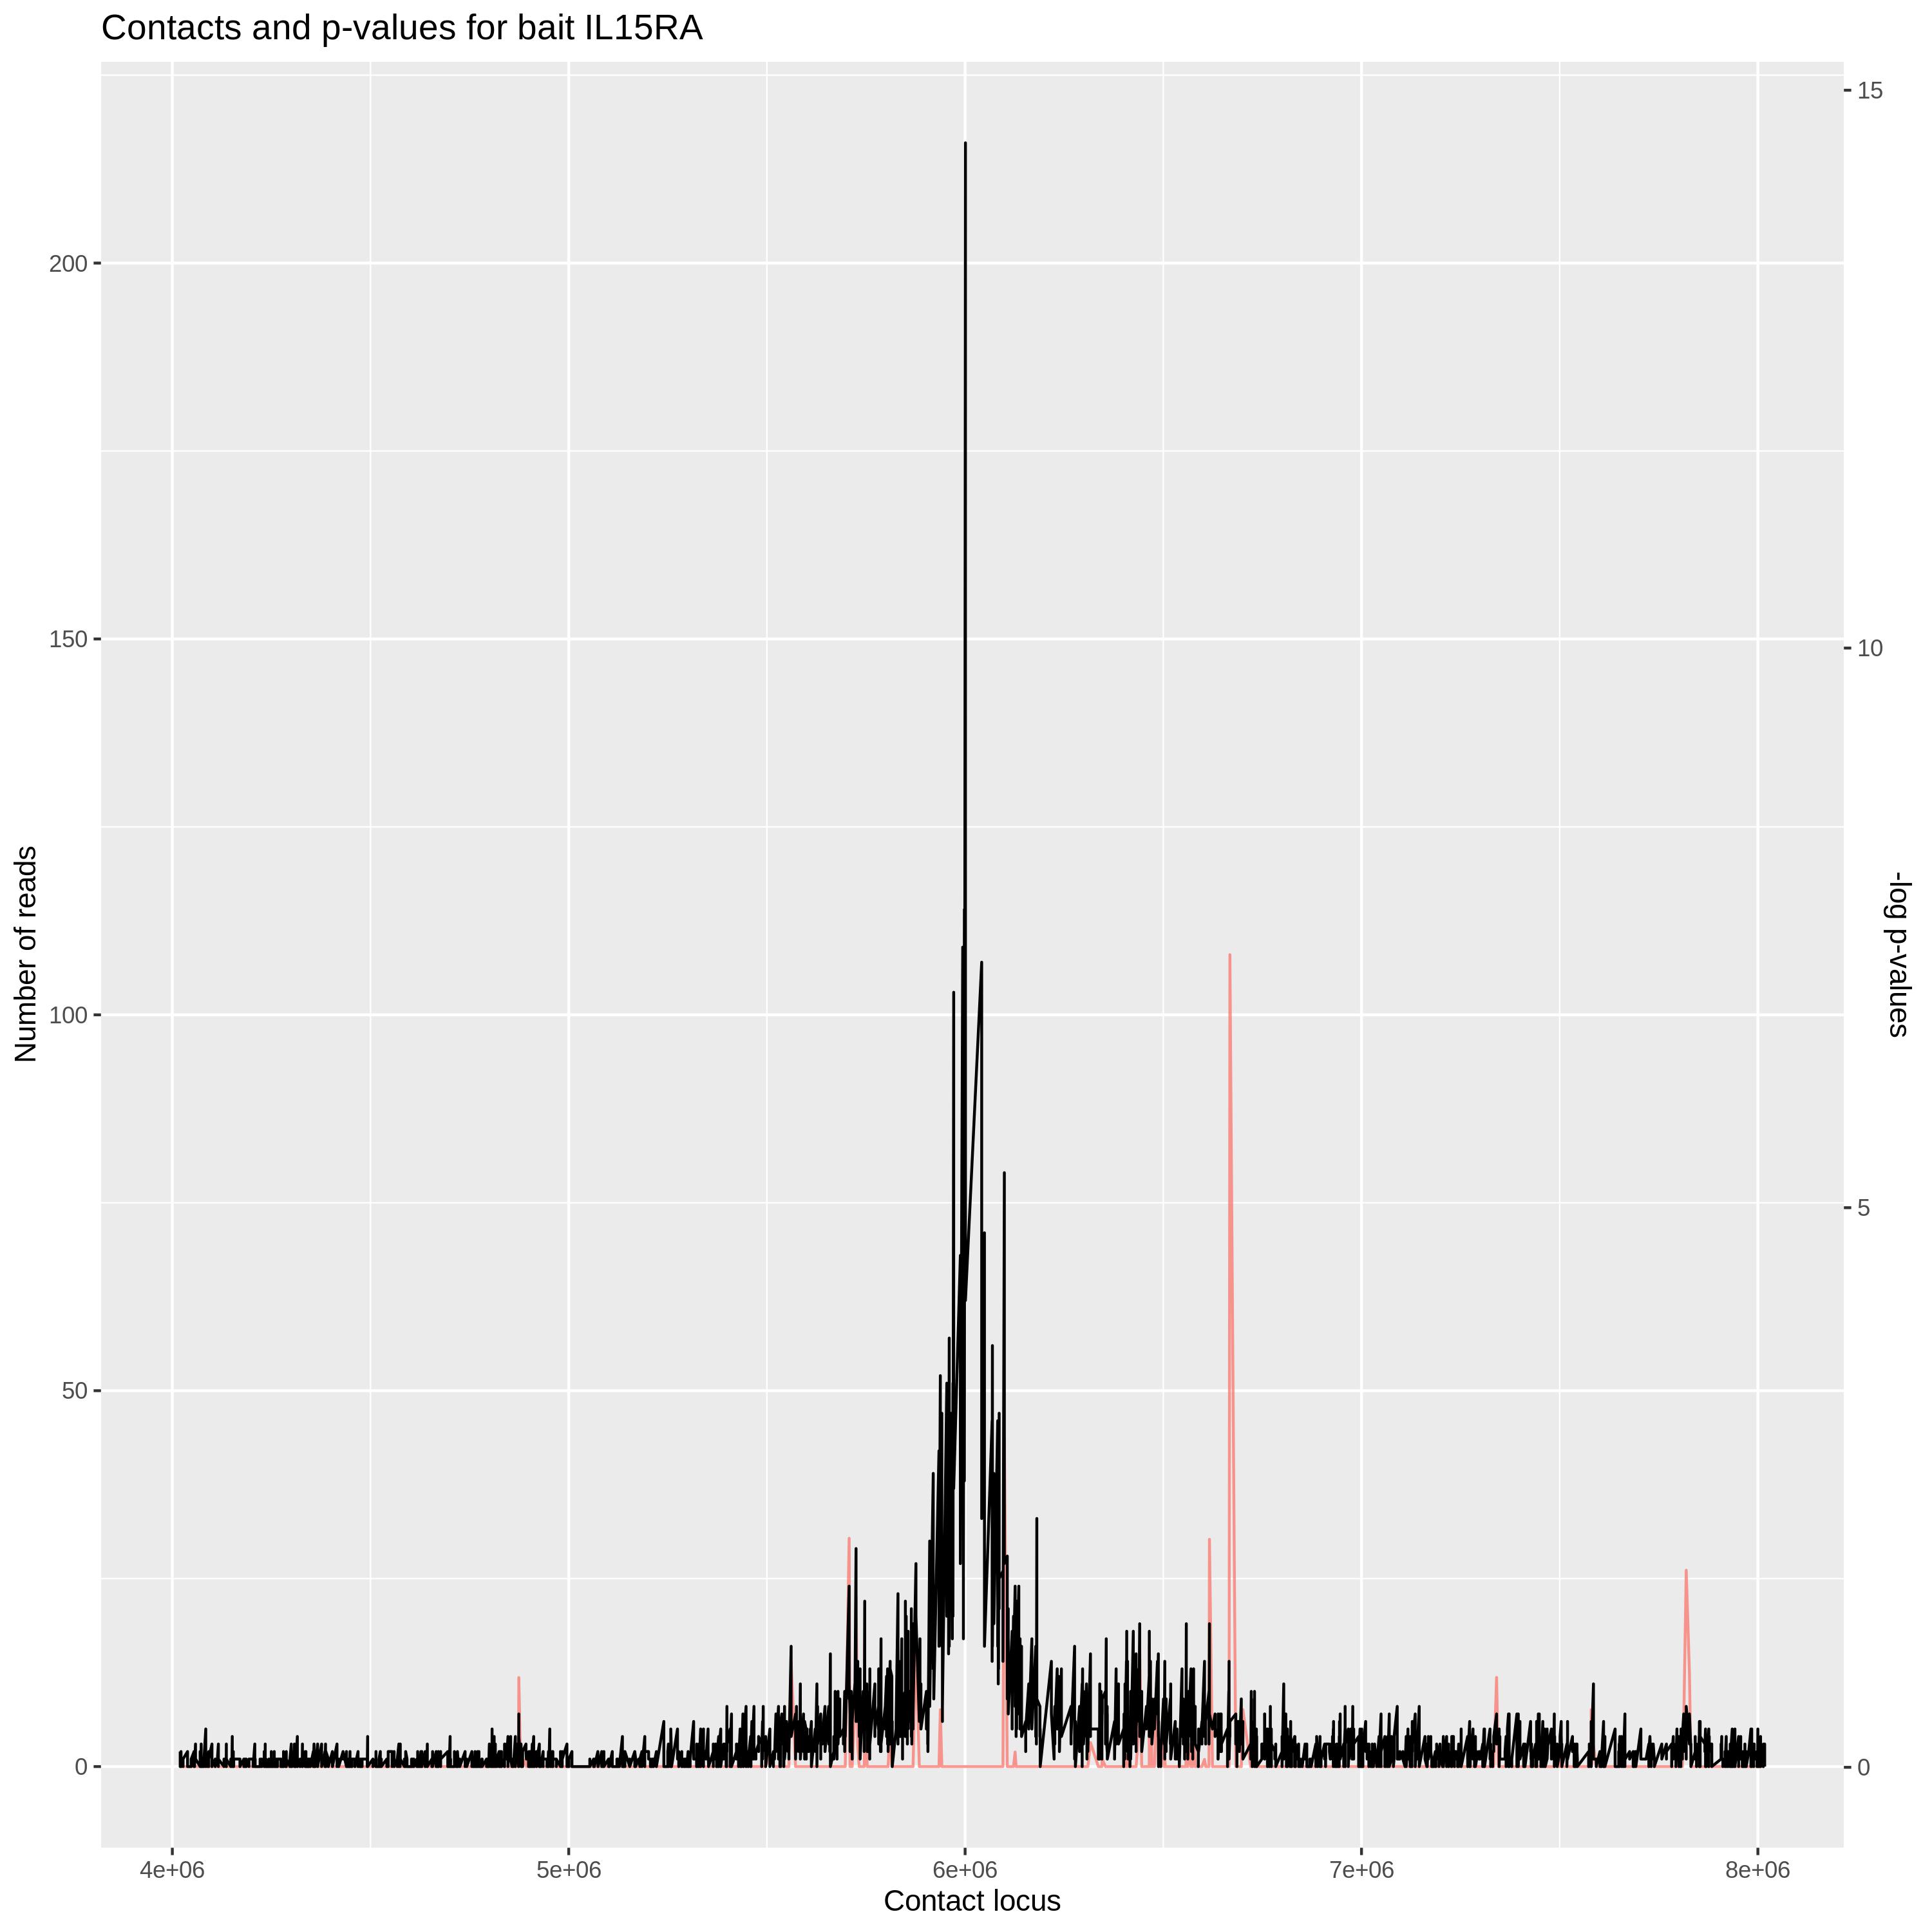 Contacts and p-values for bait IL15RA
200
150
100
50
0
Number of reads
15
10
5
0
-log p-values
4e+06
5e+06
6e+06
7e+06
8e+06
Contact locus